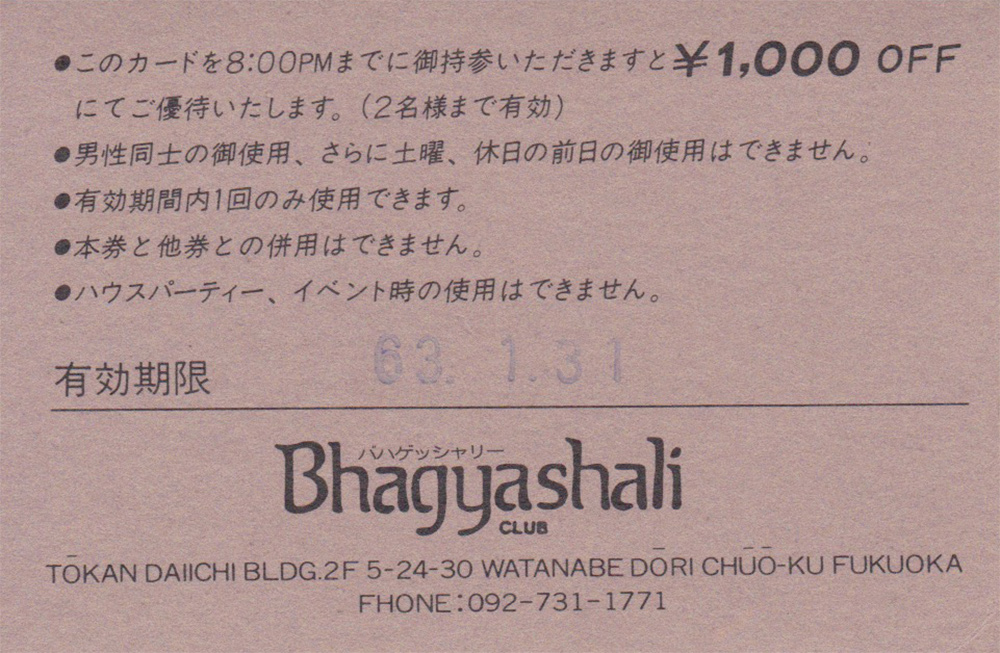 ●このカードを8:00PMまでに御持参いただきますと¥1,000 OFF
にてご優待いたします。(2名様まで有効)
●男性同士の御使用、さらに土曜、休日の前日の御使用はできません。
●有効期間内1回のみ使用できます。
●本券と他券との併用はできません。
●ハウスパーティー、イベント時の使用はできません。
有効期限 63. 1.31
バハゲッシャリー
Bhagyashali
CLUB
TŌKAN DAIICHI BLDG.2F 5-24-30 WATANABE DŌRI CHŪŌ-KU FUKUOKA
FHONE:092-731-1771